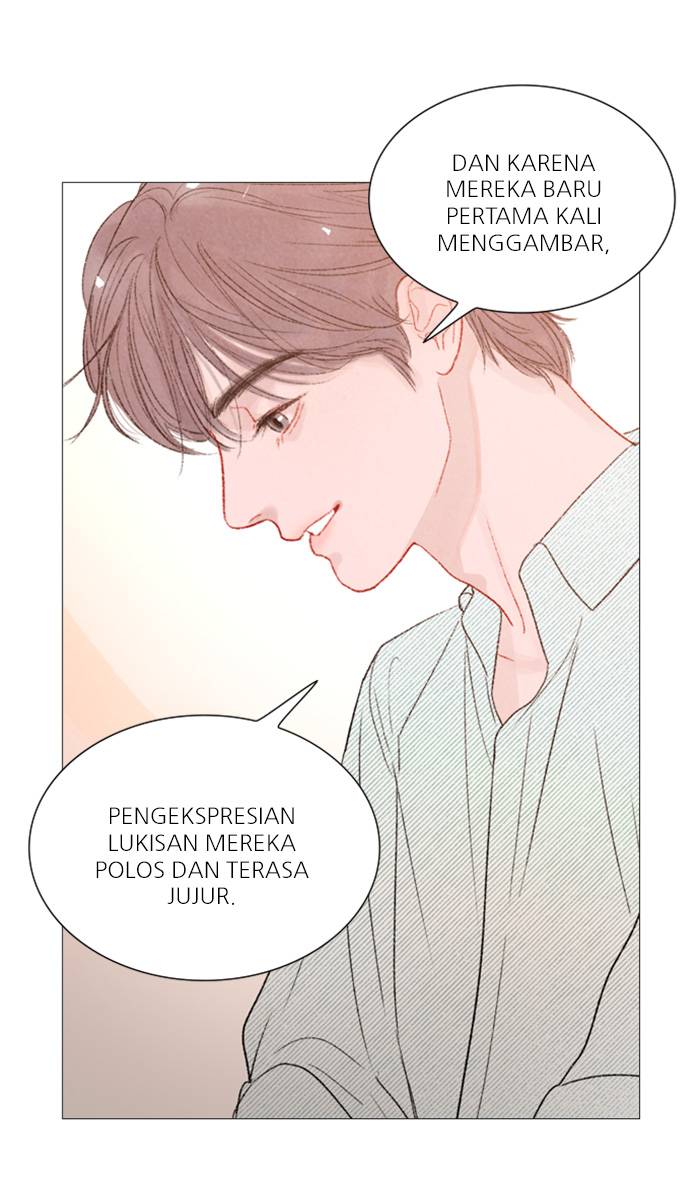 DAN KARENA
MEREKA BARU
PERTAMA KALI
MENGGAMBAR,
PENGEKSPRESIAN
LUKISAN MEREKA
POLOS DAN TERASA
JUJUR.